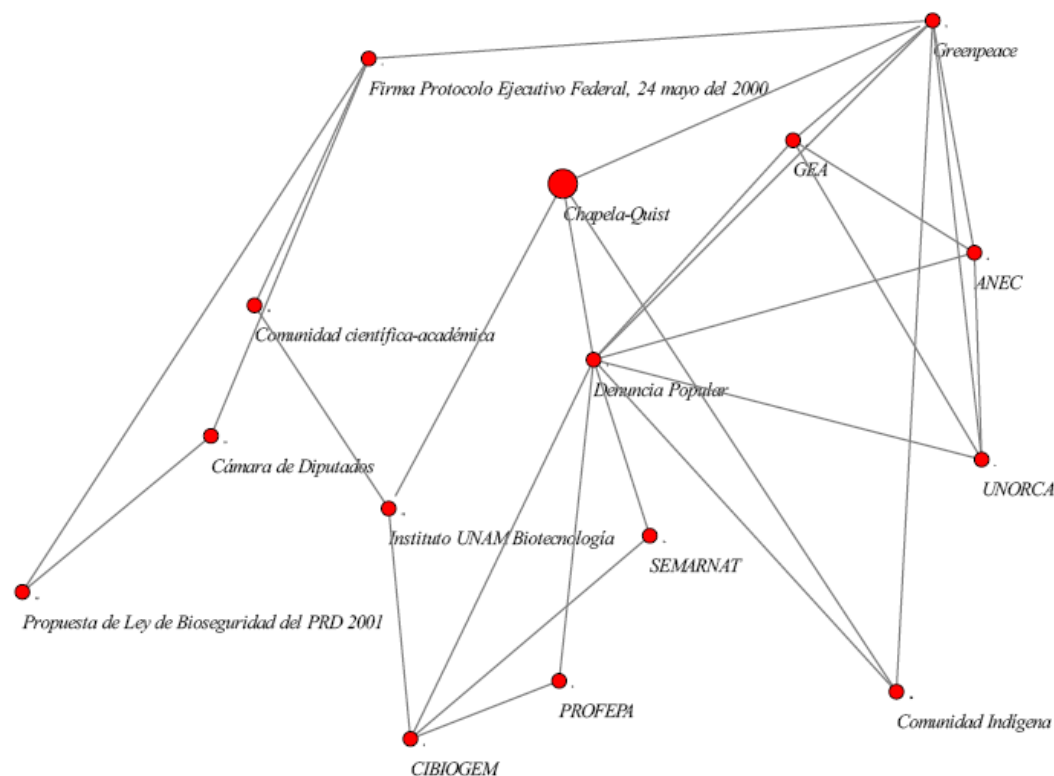 Greenpeace
Firma Protocolo Ejecutivo Federal, 24 mayo del 2000
GEA
Chapela-Quist
ANEC
Comunidad científica-académica
Denuncia Popular
Cámara de Diputados
UNORCA
Instituto UNAM Biotecnología
SEMARNAT
Propuesta de Ley de Bioseguridad del PRD 2001
PROFEPA
Comunidad Indígena
CIBIOGEM